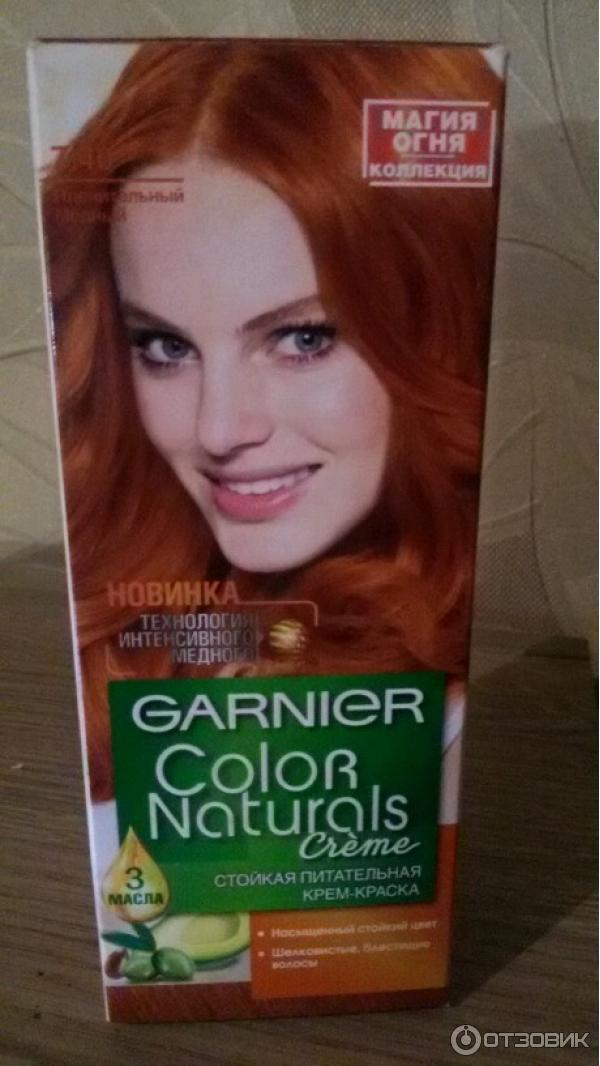 МАГИЯ
ОГНЯ
КОЛЛЕКЦИЯ
НОВИНКА
ТЕХНОЛОГИЯ
ИНТЕНСИВНОГО
МЕДНОГО
GARNIER
Color
Naturals
Crème
СТОЙКАЯ ПИТАТЕЛЬНАЯ
КРЕМ-КРАСКА
3
МАСЛА
• Насыщенный стойкий цвет
• Шелковистые, блестящие
волосы
ОТЗОВИК